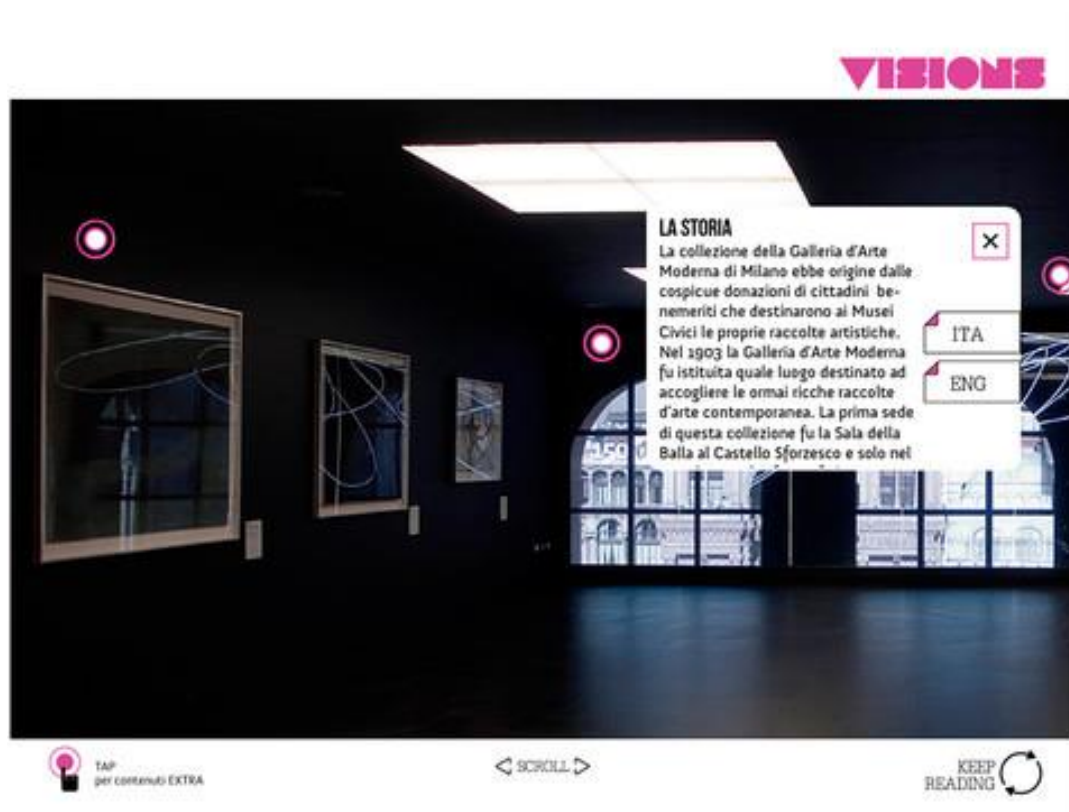 VISIONS
LA STORIA
La collezione della Galleria d'Arte
Moderna di Milano ebbe origine dalle
cospicue donazioni di cittadini be-
nemeriti che destinarono ai Musei
Civici le proprie raccolte artistiche.
Nel 1903 la Galleria d'Arte Moderna
fu istituita quale luogo destinato ad
accogliere le ormai ricche raccolte
d'arte contemporanea. La prima sede
di questa collezione fu la Sala della
Balla al Castello Sforzesco e solo nel
ITA
ENG
TAP
per contenuti EXTRA
SCROLL
KEEP
READING